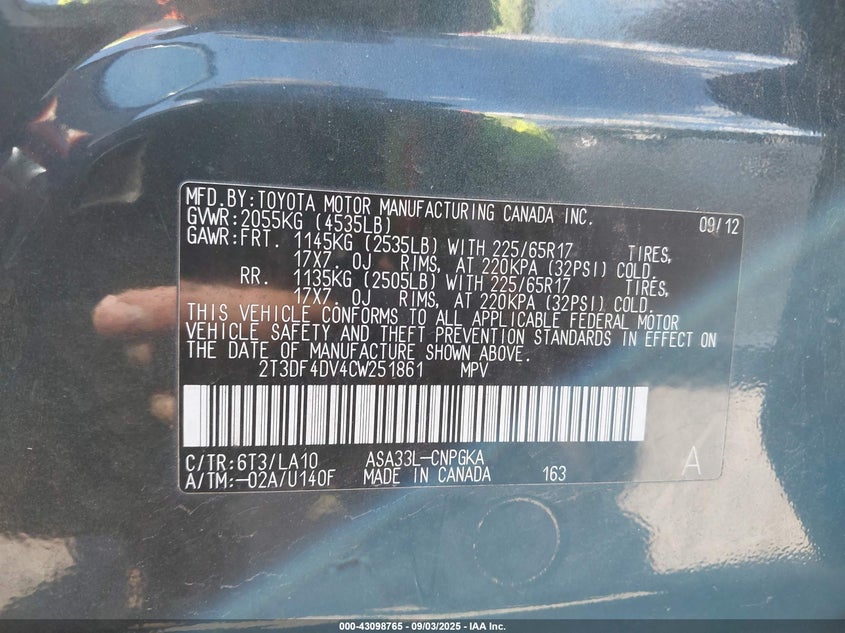 MFD.BY:TOYOTA MOTOR MANUFACTURING CANADA INC. 09/12
GVWR:2055KG (4535LB)
GAWR:FRT. 1145KG (2535LB) WITH 225/65R17 TIRES,
17X7.0J RIMS, AT 220KPA (32PSI) COLD.
RR. 1135KG (2505LB) WITH 225/65R17 TIRES,
17X7.0J RIMS, AT 220KPA (32PSI) COLD.
THIS VEHICLE CONFORMS TO ALL APPLICABLE FEDERAL MOTOR
VEHICLE SAFETY AND THEFT PREVENTION STANDARDS IN EFFECT ON
THE DATE OF MANUFACTURE SHOWN ABOVE.
2T3DF4DV4CW251861 MPV
C/TR:6T3/LA10 ASA33L-CNPGKA A
A/TM:-02A/U140F MADE IN CANADA 163
000-43098765 - 09/03/2025 - IAA Inc.